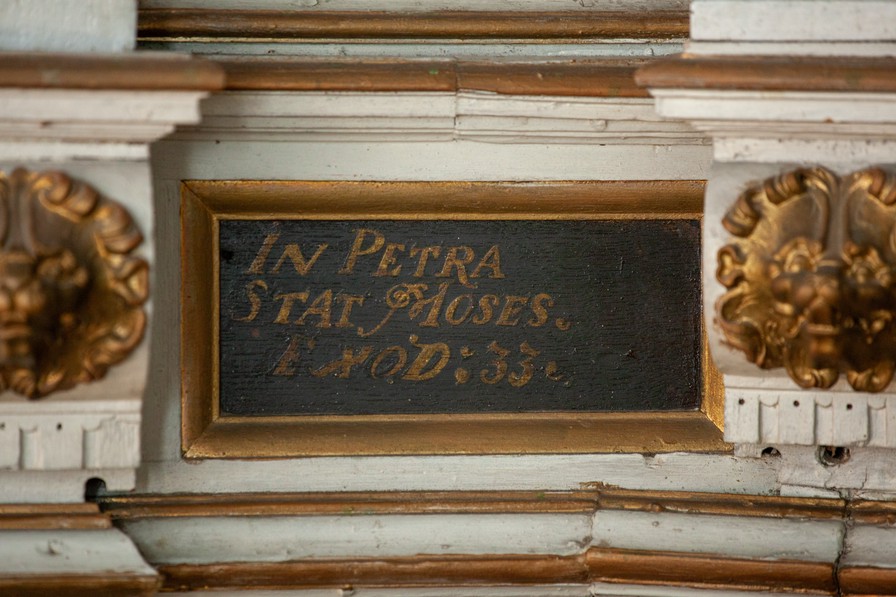 IN PETRA
STAT MOSES.
EXOD: 33.